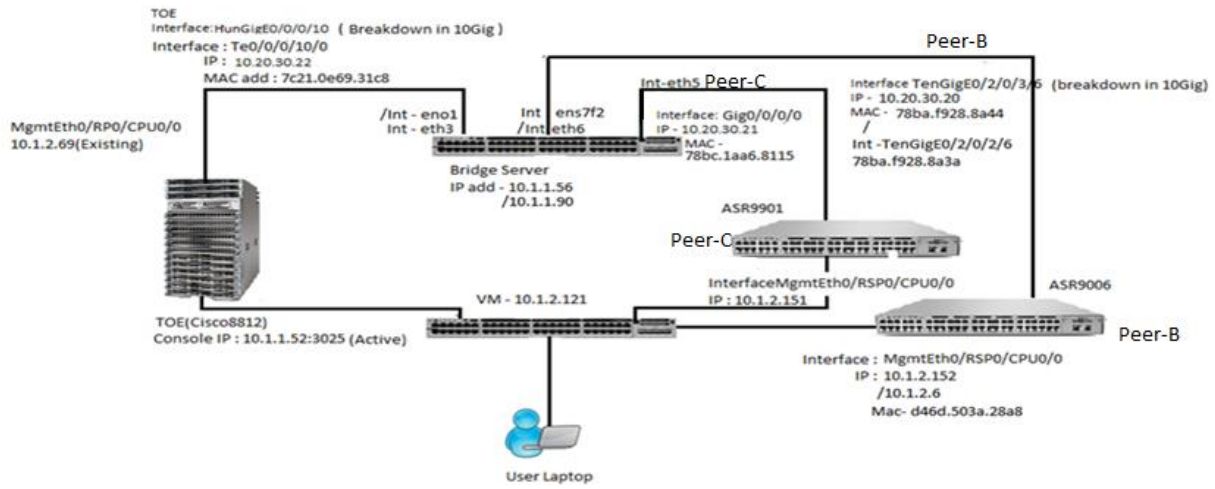 TOE
Interface:HunGigE0/0/0/10 ( Breakdown in 10Gig )
Interface : Te0/0/0/10/0
IP : 10.20.30.22
MAC add : 7c21.0e69.31c8
Peer-B
Int-eth5
Peer-C
Interface TenGigE0/2/0/3/6 (breakdown in 10Gig)
IP - 10.20.30.20
MAC - 78ba.f928.8a44
/
Int -TenGigE0/2/0/2/6
78ba.f928.8a3a
MgmtEth0/RP0/CPU0/0
10.1.2.69(Existing)
/Int - eno1
Int - eth3
Int ens7f2
/Int eth6
Interface: Gig0/0/0/0
IP - 10.20.30.21
MAC -
78bc.1aa6.8115
Bridge Server
IP add - 10.1.1.56
/10.1.1.90
ASR9901
Peer-C
InterfaceMgmtEth0/RSP0/CPU0/0
IP : 10.1.2.151
ASR9006
VM - 10.1.2.121
TOE(Cisco8812)
Console IP : 10.1.1.52:3025 (Active)
Peer-B
Interface : MgmtEth0/RSP0/CPU0/0
IP : 10.1.2.152
/10.1.2.6
Mac- d46d.503a.28a8
User Laptop